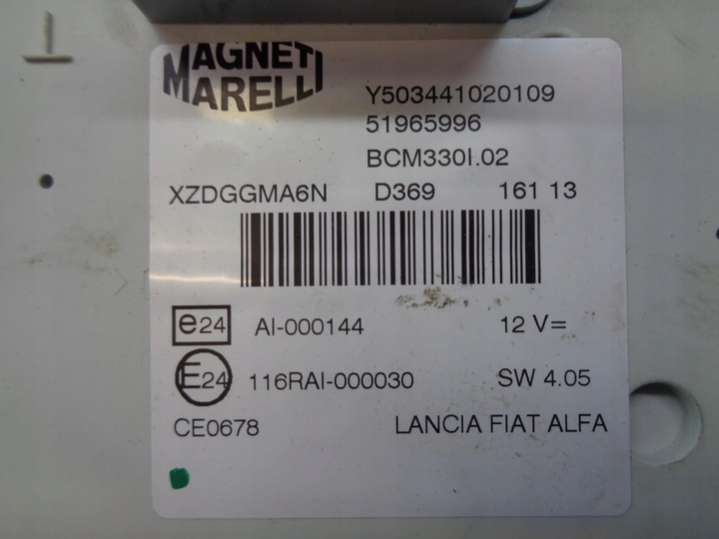 MAGNETI
MARELLI
Y503441020109
51965996
BCM330I.02
XZDGGMA6N D369 161 13
e24 AI-000144 12 V=
E24 116RAI-000030 SW 4.05
CE0678 LANCIA FIAT ALFA